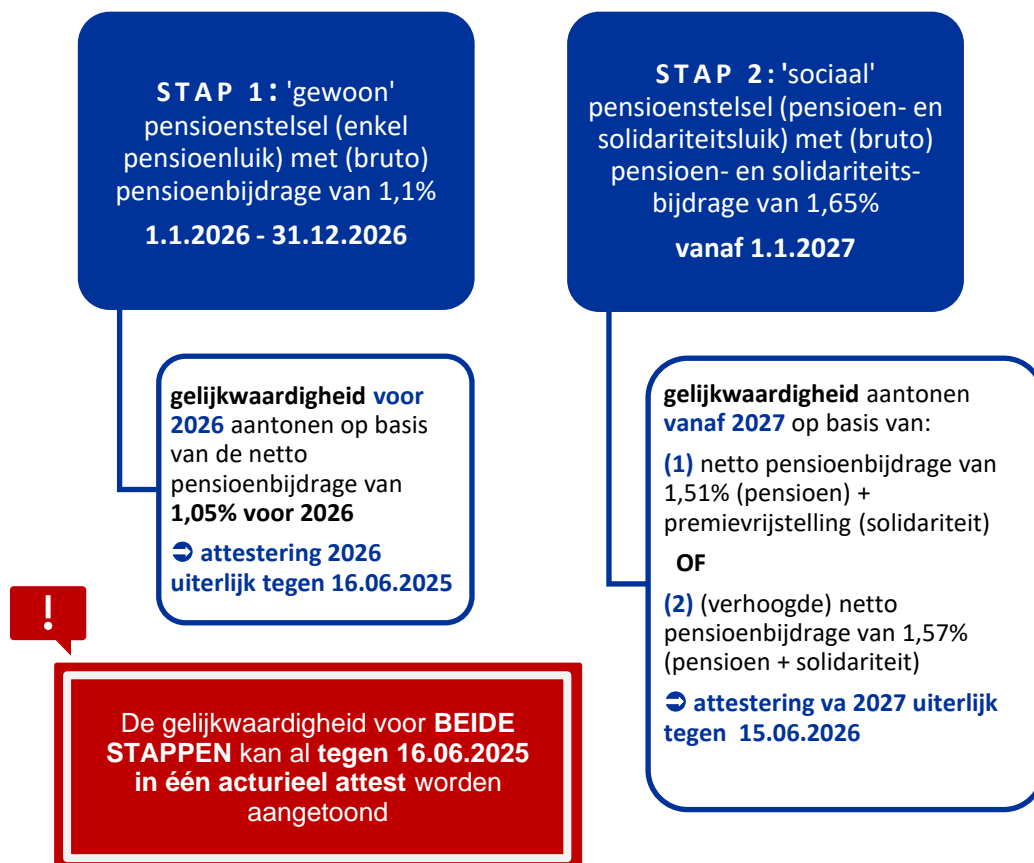 STAP 1: 'gewoon'
pensioenstelsel (enkel
pensioenluik) met (bruto)
pensioenbijdrage van 1,1%
1.1.2026 - 31.12.2026
gelijkwaardigheid voor
2026 aantonen op basis
van de netto
pensioenbijdrage van
1,05% voor 2026
➲ attestering 2026
uiterlijk tegen 16.06.2025
STAP 2: 'sociaal'
pensioenstelsel (pensioen- en
solidariteitsluik) met (bruto)
pensioen- en solidariteits-
bijdrage van 1,65%
vanaf 1.1.2027
gelijkwaardigheid aantonen
vanaf 2027 op basis van:
(1) netto pensioenbijdrage van
1,51% (pensioen) +
premievrijstelling (solidariteit)
OF
(2) (verhoogde) netto
pensioenbijdrage van 1,57%
(pensioen + solidariteit)
➲ attestering va 2027 uiterlijk
tegen 15.06.2026
!
De gelijkwaardigheid voor BEIDE
STAPPEN kan al tegen 16.06.2025
in één acturieel attest worden
aangetoond